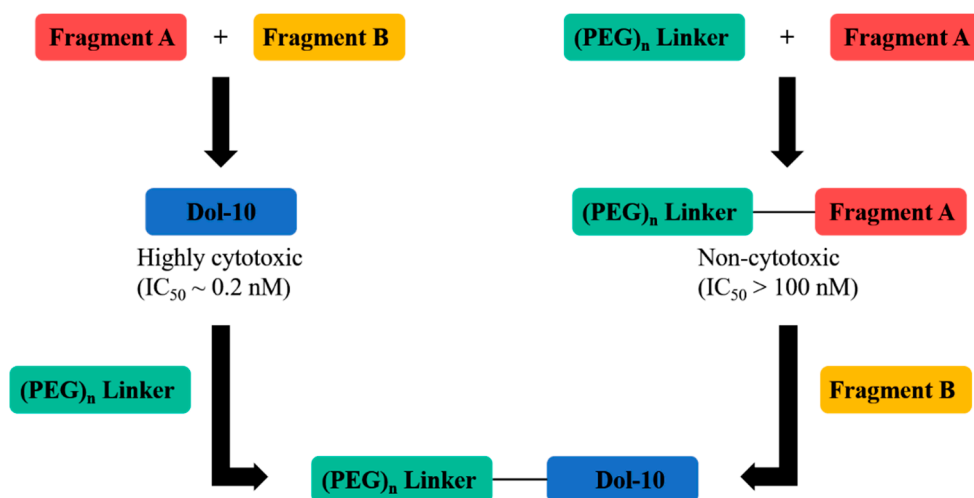 Fragment A + Fragment B
(PEG)n Linker + Fragment A
Dol-10
Highly cytotoxic
(IC50 ~ 0.2 nM)
(PEG)n Linker Fragment A
Non-cytotoxic
(IC50 > 100 nM)
(PEG)n Linker
Fragment B
(PEG)n Linker Dol-10